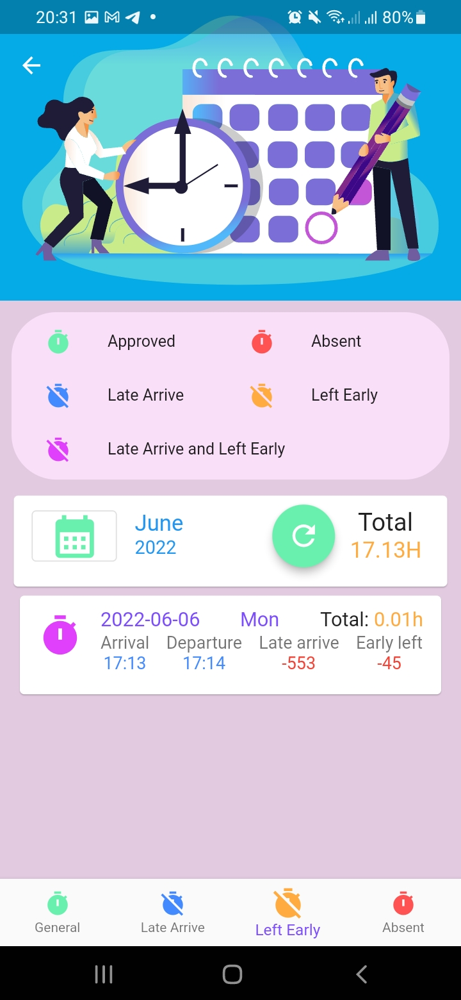 20:31 80%
Approved Absent
Late Arrive Left Early
Late Arrive and Left Early
June Total
2022 17.13H
2022-06-06 Mon Total: 0.01h
Arrival Departure Late arrive Early left
17:13 17:14 -553 -45
General Late Arrive Left Early Absent